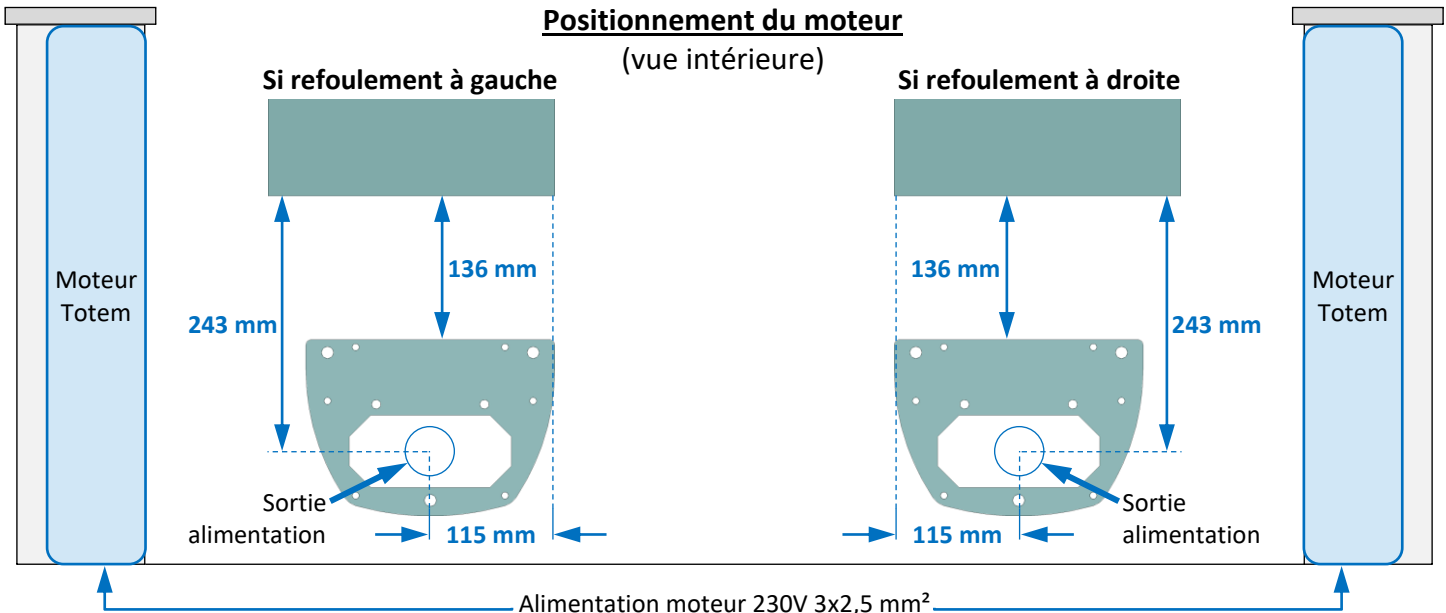 Positionnement du moteur
(vue intérieure)
Si refoulement à gauche
Si refoulement à droite
Moteur
Totem
243 mm
136 mm
Sortie
alimentation
115 mm
136 mm
243 mm
Sortie
alimentation
115 mm
Moteur
Totem
Alimentation moteur 230V 3x2,5 mm²